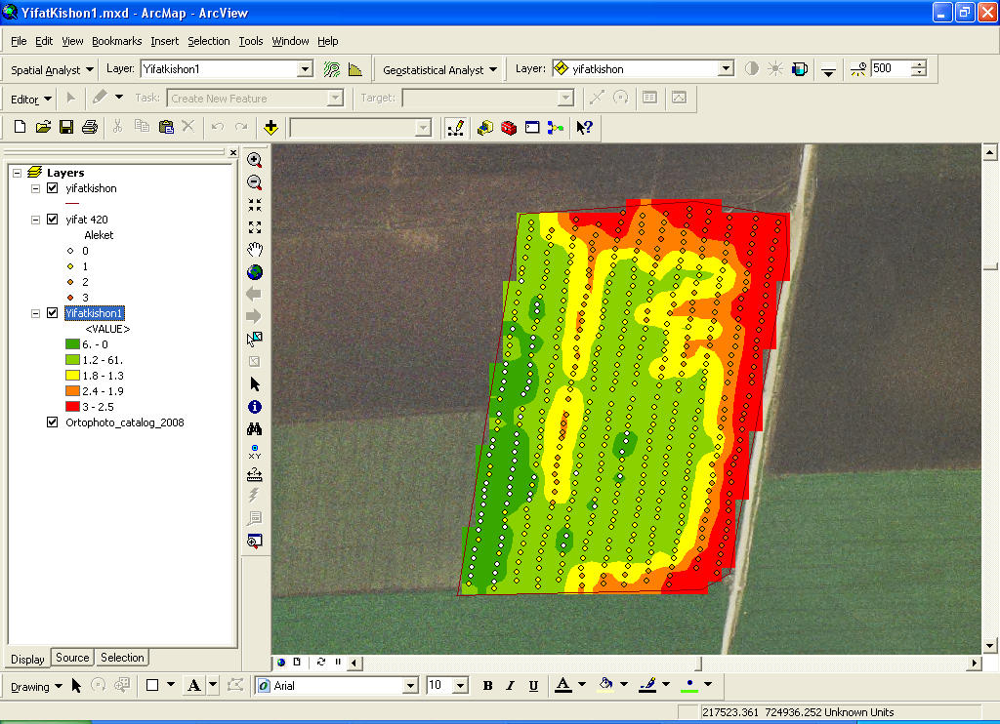 YifatKishon1.mxd - ArcMap - ArcView
File Edit View Bookmarks Insert Selection Tools Window Help
Spatial Analyst Layer: Yifatkishon1 Geostatistical Analyst Layer: yifatkishon 500
Editor Task: Create New Feature Target:
Layers
yifatkishon
yifat 420
Aleket
0
1
2
3
Yifatkishon1
<VALUE>
6. - 0
1.2 - 61.
1.8 - 1.3
2.4 - 1.9
3 - 2.5
Ortophoto_catalog_2008
XY
Display Source Selection
Drawing A Arial 10 B I U A
217523.361 724936.252 Unknown Units